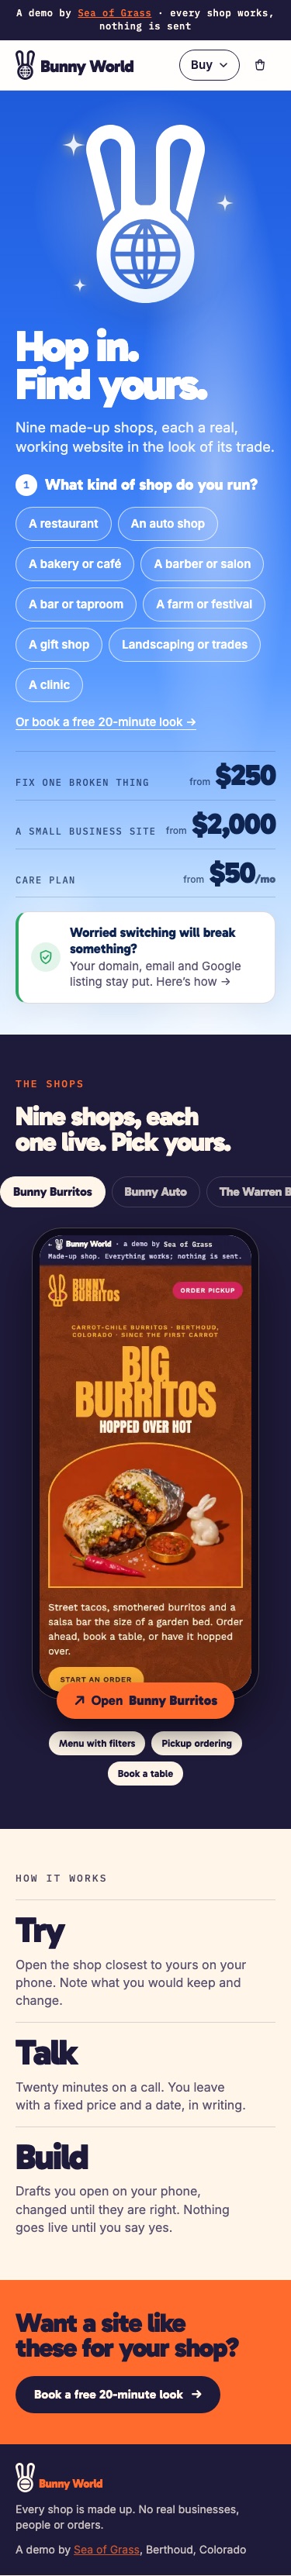 A demo by Sea of Grass · every shop works,
nothing is sent
Bunny World
Buy
Hop in.
Find yours.
Nine made-up shops, each a real,
working website in the look of its trade.
1 What kind of shop do you run?
A restaurant
An auto shop
A bakery or café
A barber or salon
A bar or taproom
A farm or festival
A gift shop
Landscaping or trades
A clinic
Or book a free 20-minute look →
FIX ONE BROKEN THING from $250
A SMALL BUSINESS SITE from $2,000
CARE PLAN from $50/mo
Worried switching will break
something?
Your domain, email and Google
listing stay put. Here's how →
THE SHOPS
Nine shops, each
one live. Pick yours.
Bunny Burritos
Bunny Auto
The Warren B
← Bunny World · a demo by Sea of Grass
Made-up shop. Everything works; nothing is sent.
BUNNY
BURRITOS
ORDER PICKUP
CARROT-CHILE BURRITOS · BERTHOUD,
COLORADO · SINCE THE FIRST CARROT
BIG
BURRITOS
HOPPED OVER HOT
Street tacos, smothered burritos and a
salsa bar the size of a garden bed. Order
ahead, book a table, or have it hopped
over.
START AN ORDER
Open Bunny Burritos
Menu with filters
Pickup ordering
Book a table
HOW IT WORKS
Try
Open the shop closest to yours on your
phone. Note what you would keep and
change.
Talk
Twenty minutes on a call. You leave
with a fixed price and a date, in writing.
Build
Drafts you open on your phone,
changed until they are right. Nothing
goes live until you say yes.
Want a site like
these for your shop?
Book a free 20-minute look →
Bunny World
Every shop is made up. No real businesses,
people or orders.
A demo by Sea of Grass, Berthoud, Colorado